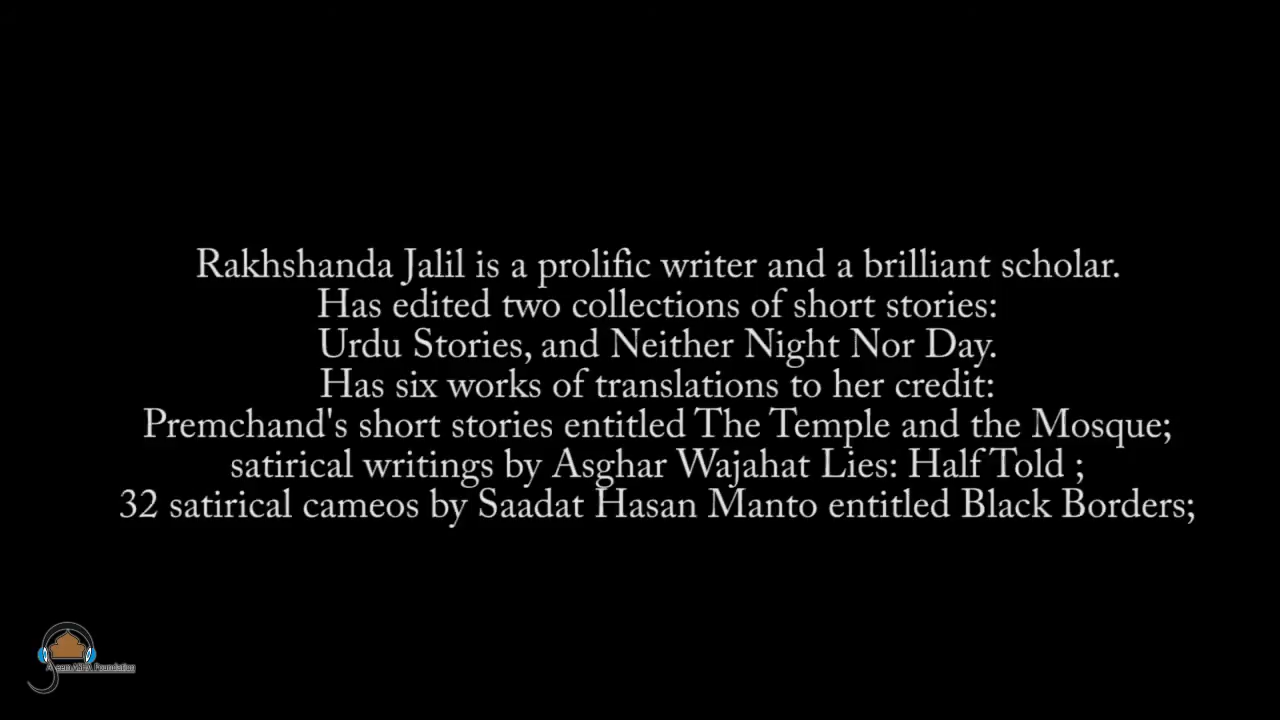 Rakhshanda Jalil is a prolific writer and a brilliant scholar.
Has edited two collections of short stories:
Urdu Stories, and Neither Night Nor Day.
Has six works of translations to her credit:
Premchand's short stories entitled The Temple and the Mosque;
satirical writings by Asghar Wajahat Lies: Half Told ;
32 satirical cameos by Saadat Hasan Manto entitled Black Borders;
Foundation